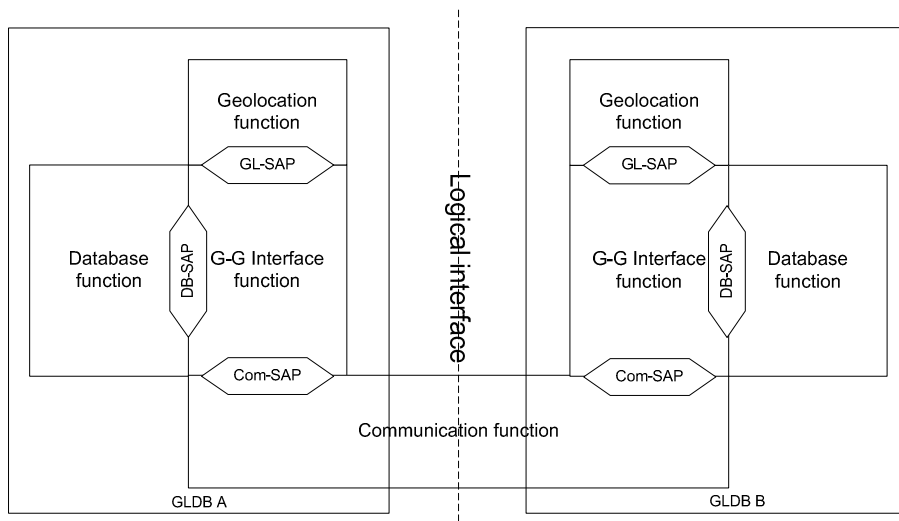 Geolocation
function
GL-SAP
Database
function
DB-SAP
G-G Interface
function
Com-SAP
GLDB A
Logical interface
Communication function
Geolocation
function
GL-SAP
G-G Interface
function
DB-SAP
Database
function
Com-SAP
GLDB B